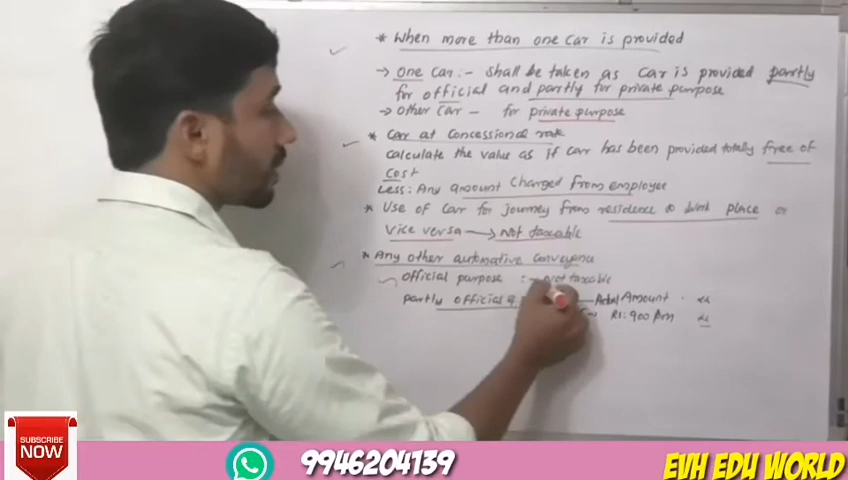 * When more than one car is provided
→ one car :- shall be taken as car is provided partly
for official and partly for private purpose
→ other car - for private purpose
* Car at concessional rate
calculate the value as if car has been provided totally free of
cost
Less: Any amount charged from employee
* Use of car for journey from residence to work place or
vice versa → Not taxable
* Any other automotive conveyance
Official purpose :- Not taxable
partly official &
Actual Amount
Rs: 900 Pm
SUBSCRIBE
NOW
9946204139
EVH EDU WORLD